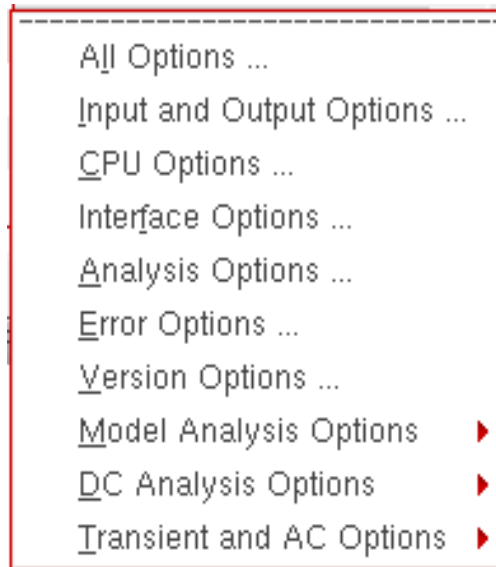 All Options ...
Input and Output Options ...
CPU Options ...
Interface Options ...
Analysis Options ...
Error Options ...
Version Options ...
Model Analysis Options
DC Analysis Options
Transient and AC Options